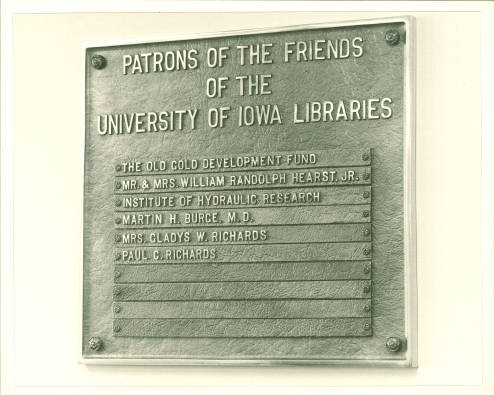 PATRONS OF THE FRIENDS
OF THE
UNIVERSITY OF IOWA LIBRARIES
THE OLD GOLD DEVELOPMENT FUND
MR. & MRS. WILLIAM RANDOLPH HEARST, JR.
INSTITUTE OF HYDRAULIC RESEARCH
MARTIN H. BURGE, M.D.
MRS. GLADYS W. RICHARDS
PAUL C. RICHARDS